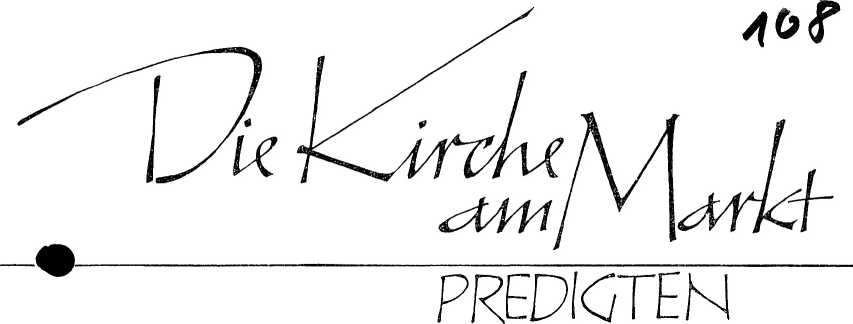 108
Die Kirche
am Markt
PREDIGTEN